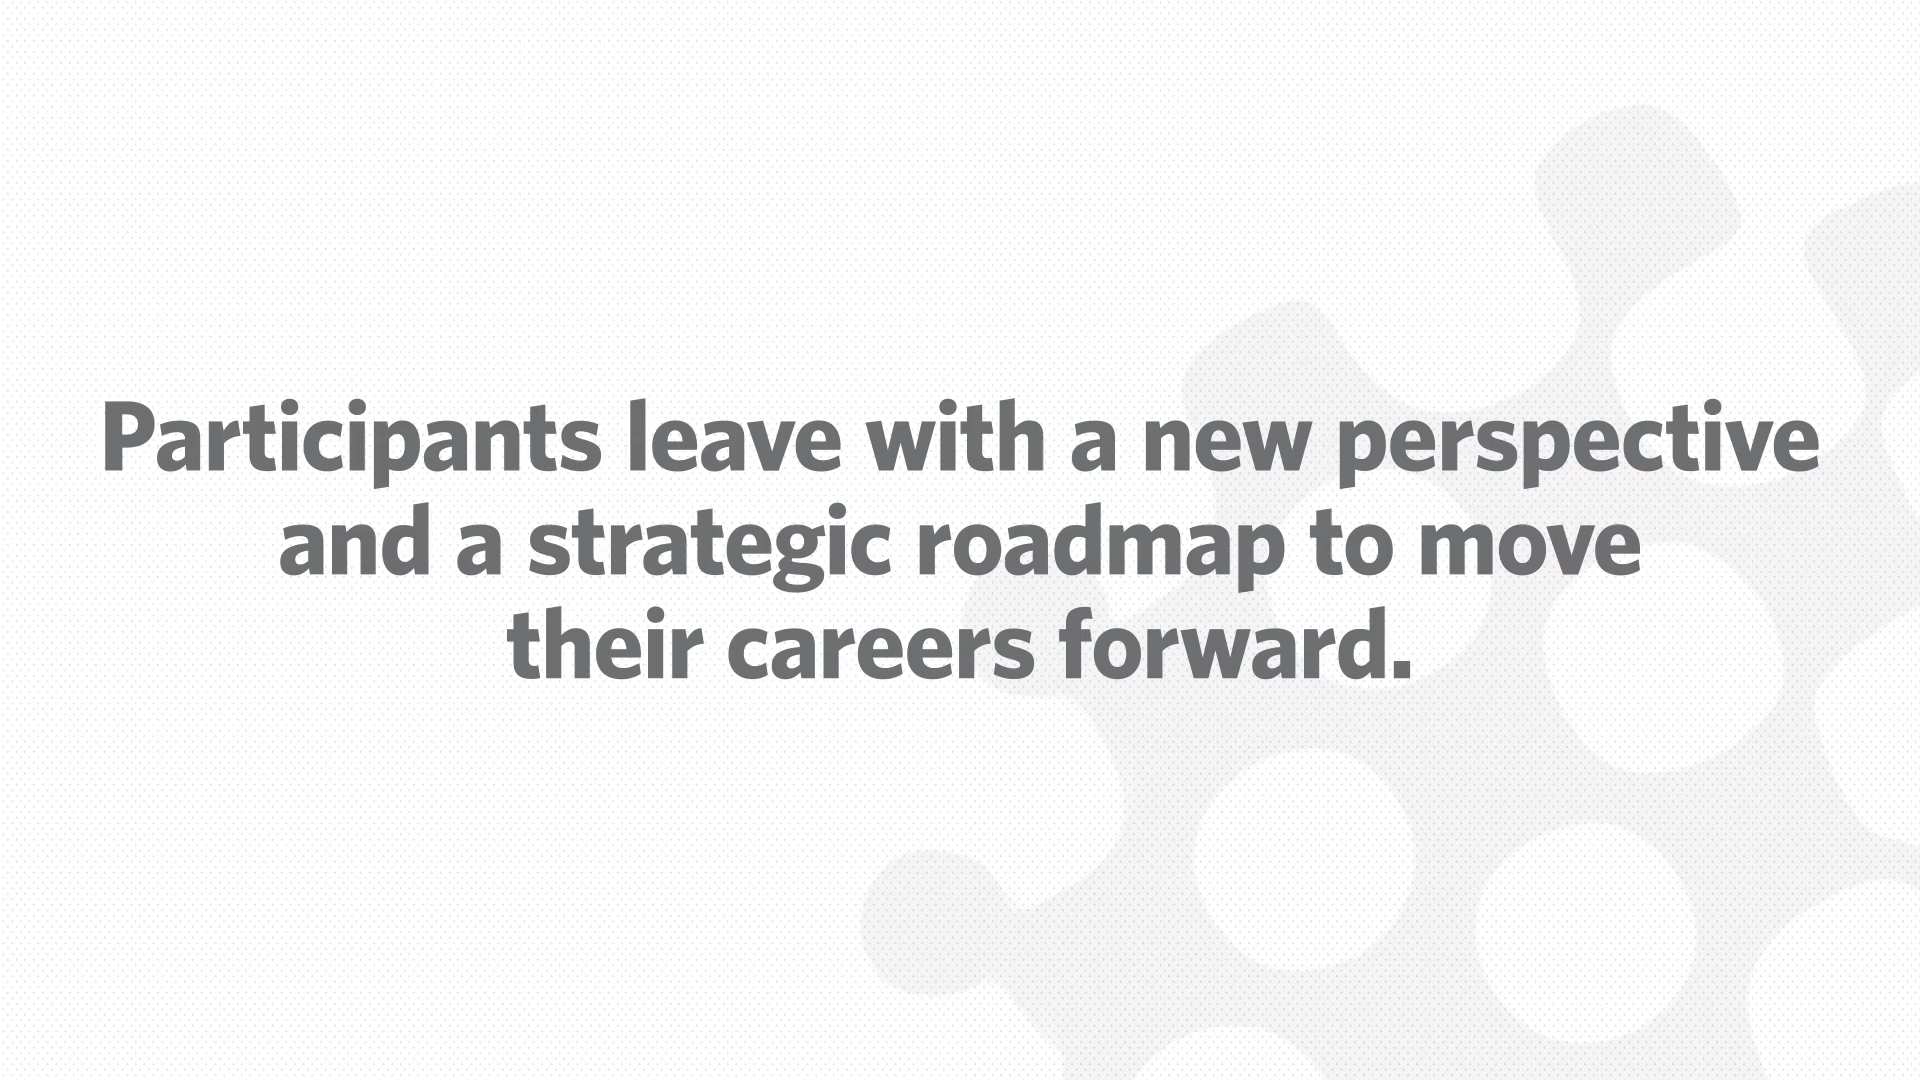 Participants leave with a new perspective
and a strategic roadmap to move
their careers forward.